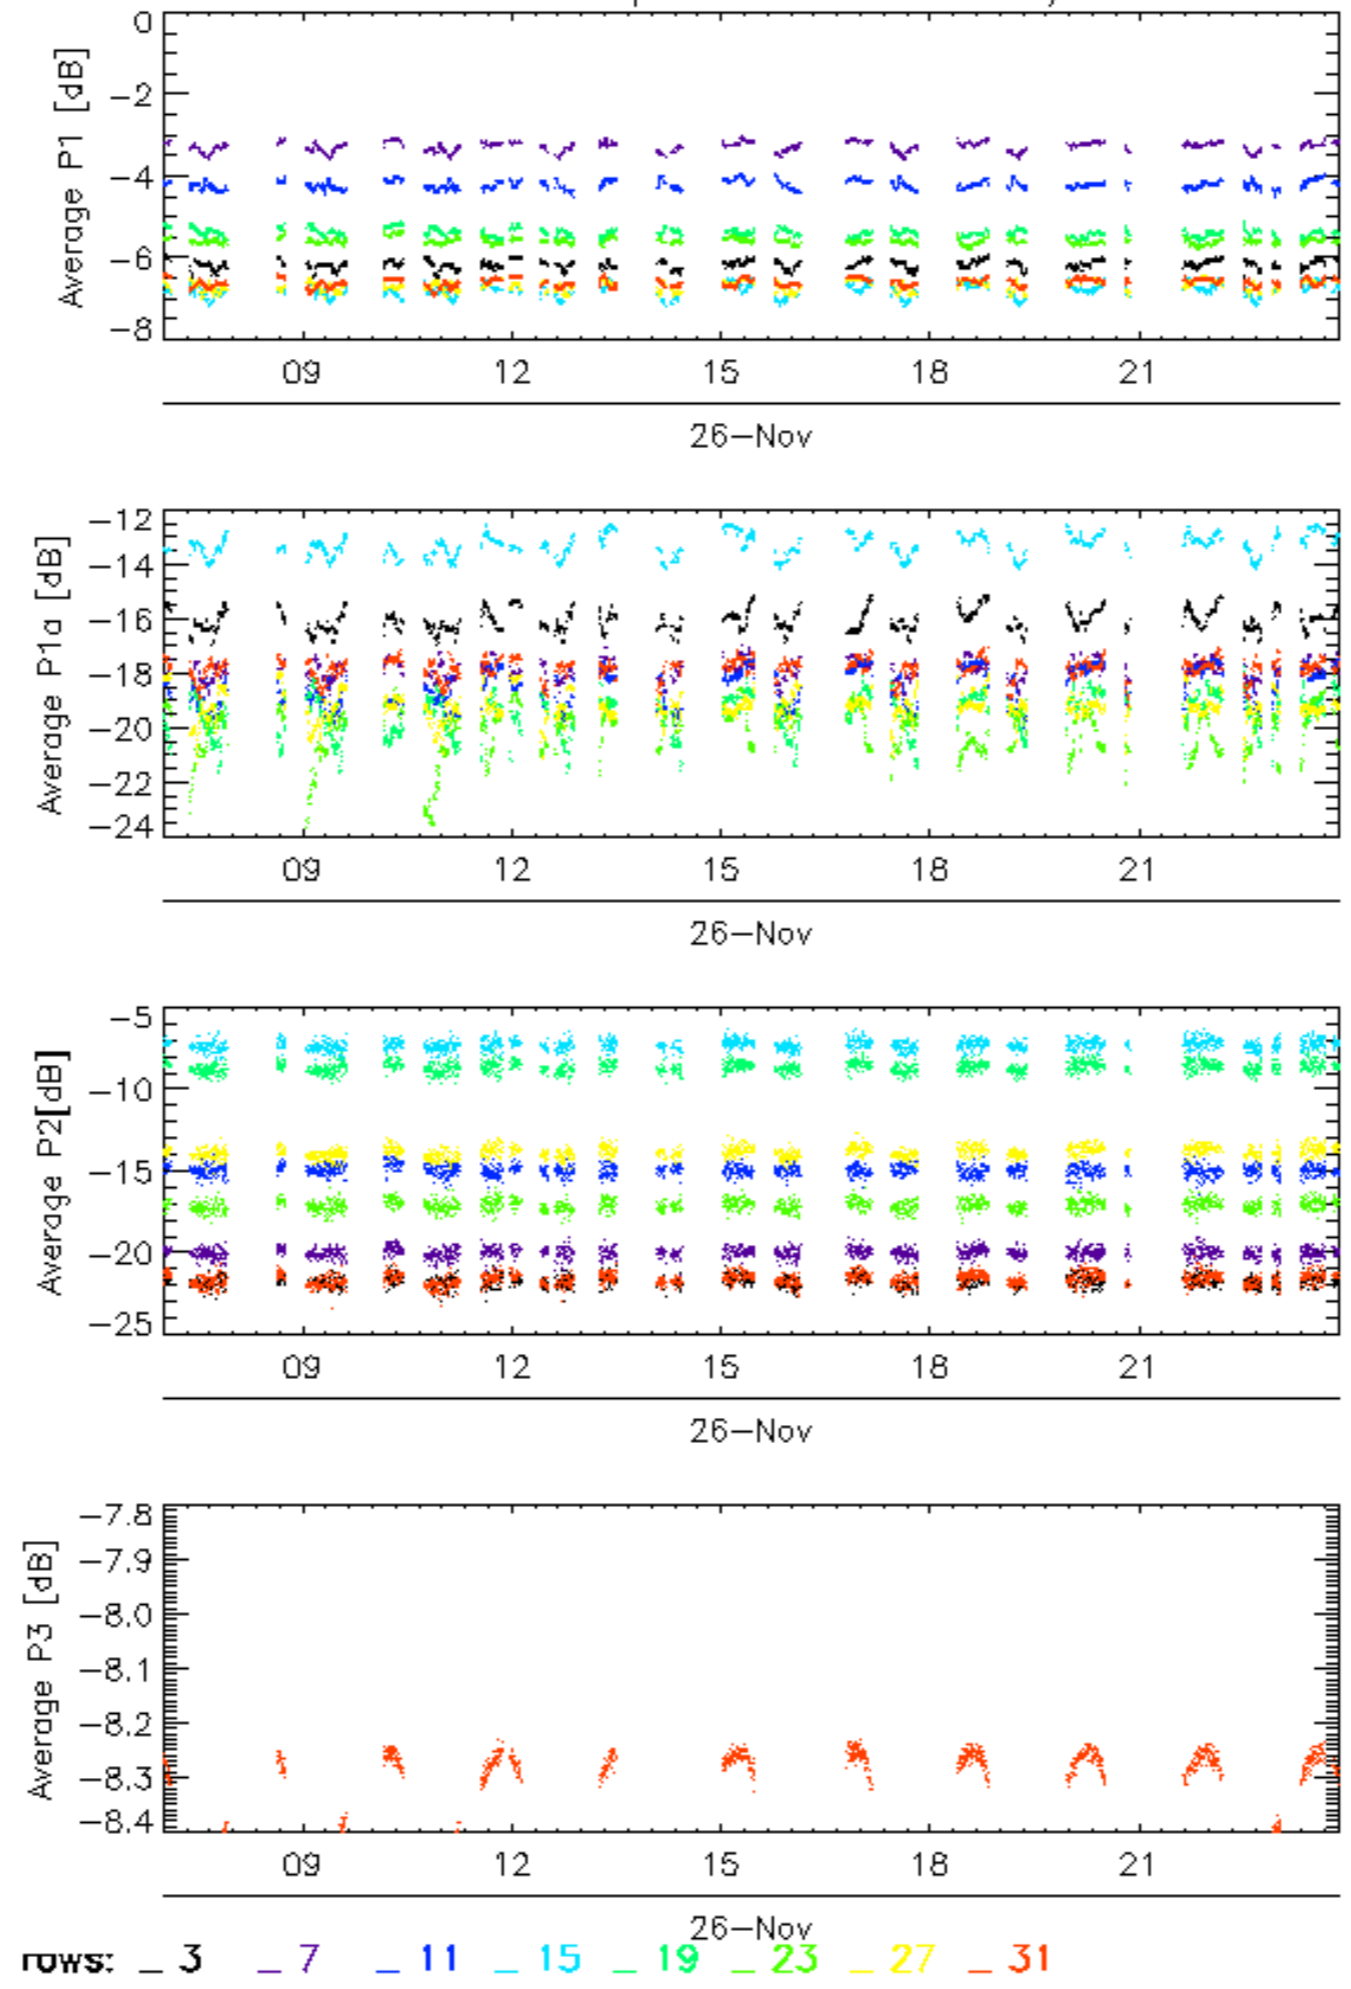 0
−2
−4
−6
−8
Average P1 [dB]
09 12 15 18 21
26−Nov
−12
−14
−16
−18
−20
−22
−24
Average P1a [dB]
09 12 15 18 21
26−Nov
−5
−10
−15
−20
−25
Average P2[dB]
09 12 15 18 21
26−Nov
−7.8
−7.9
−8.0
−8.1
−8.2
−8.3
−8.4
Average P3 [dB]
09 12 15 18 21
26−Nov
rows: _ 3 _ 7 _ 11 _ 15 _ 19 _ 23 _ 27 _ 31